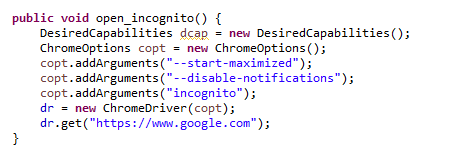 public void open_incognito() {
DesiredCapabilities dcap = new DesiredCapabilities();
ChromeOptions copt = new ChromeOptions();
copt.addArguments("--start-maximized");
copt.addArguments("--disable-notifications");
copt.addArguments("incognito");
dr = new ChromeDriver(copt);
dr.get("https://www.google.com");
}